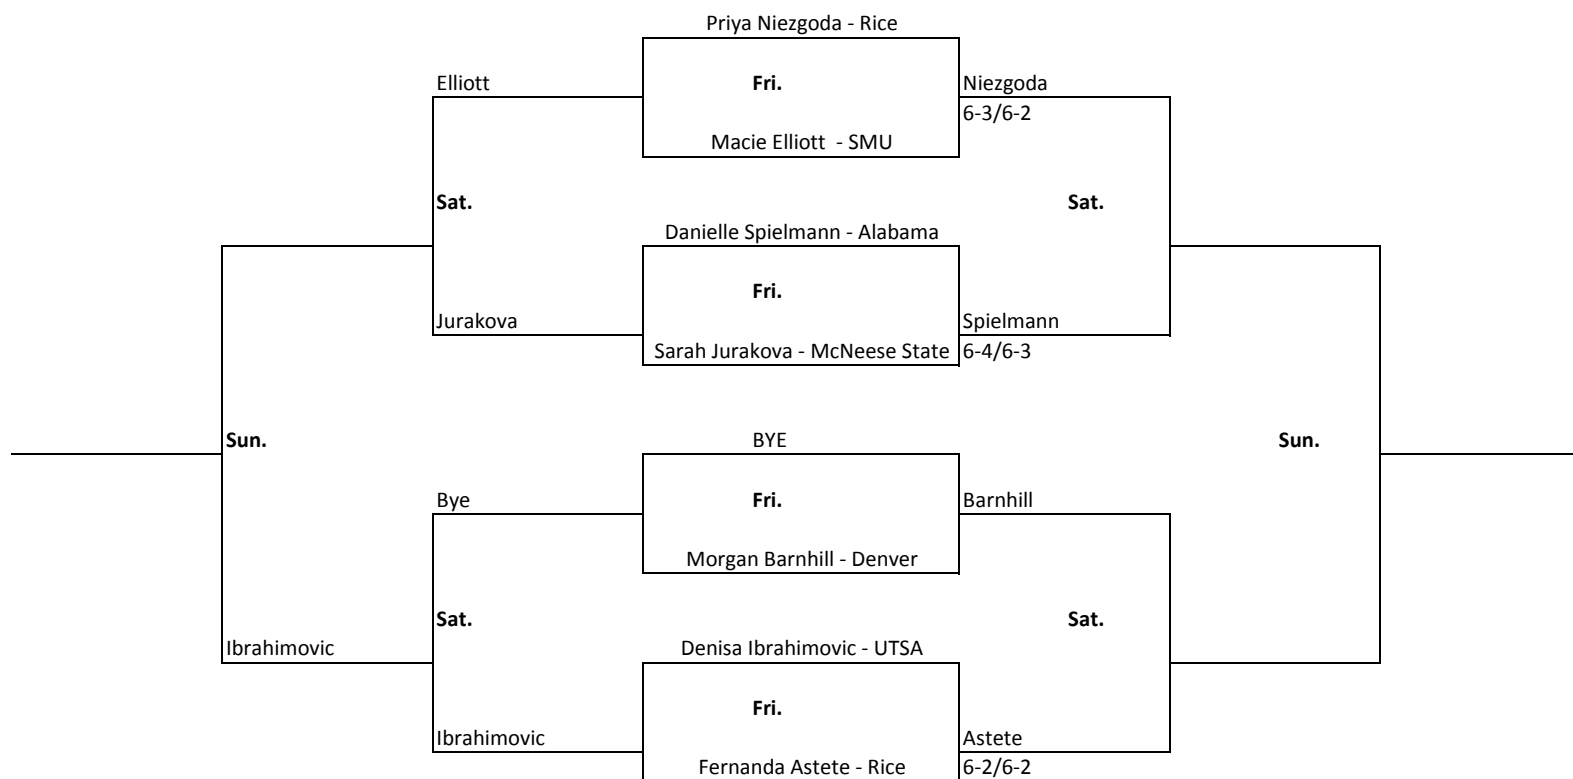 Priya Niezgoda - Rice
Elliott Fri. Niezgoda
6-3/6-2
Macie Elliott  - SMU
Sat. Sat.
Danielle Spielmann - Alabama
Fri.
Jurakova Spielmann
Sarah Jurakova - McNeese State 6-4/6-3
Sun. BYE Sun.
Bye Fri. Barnhill
Morgan Barnhill - Denver
Sat. Sat.
Ibrahimovic Denisa Ibrahimovic - UTSA
Fri.
Ibrahimovic Astete
Fernanda Astete - Rice 6-2/6-2